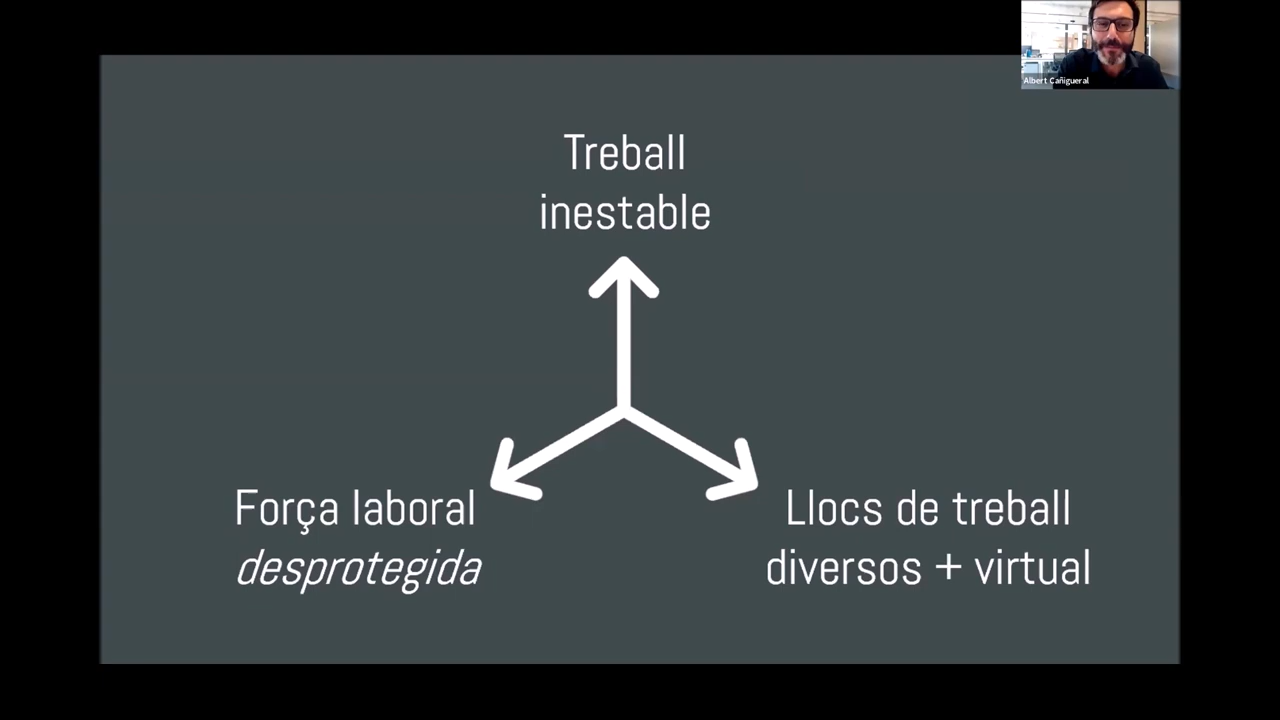 Albert Cañigueral
Treball
inestable
Força laboral
desprotegida
Llocs de treball
diversos + virtual